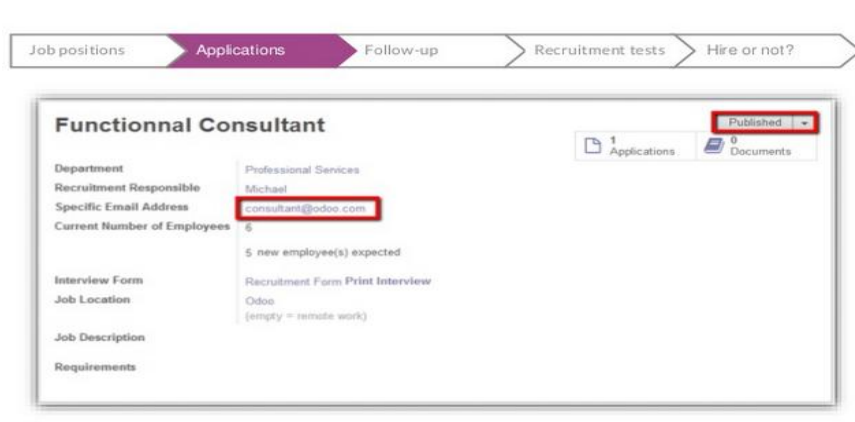 Job positions Applications Follow-up Recruitment tests Hire or not?
Functionnal Consultant
Published
1 Applications
0 Documents
Department Professional Services
Recruitment Responsible Michael
Specific Email Address consultant@odoo.com
Current Number of Employees 6
5 new employee(s) expected
Interview Form Recruitment Form Print Interview
Job Location Odoo
(empty = remote work)
Job Description
Requirements